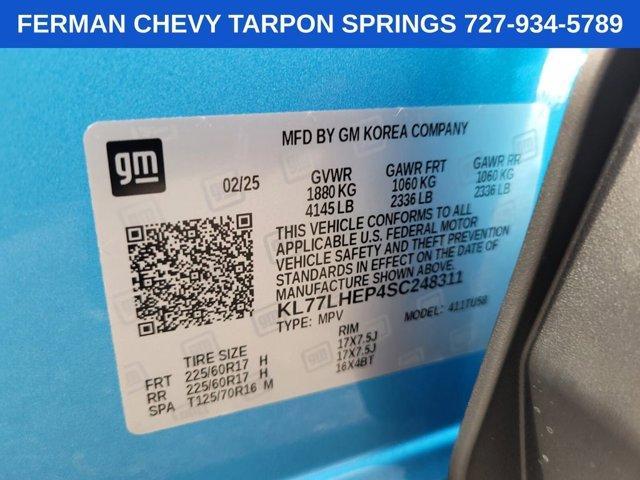 FERMAN CHEVY TARPON SPRINGS 727-934-5789
gm
MFD BY GM KOREA COMPANY
02/25
GVWR GAWR FRT GAWR RR
1880 KG 1060 KG 1060 KG
4145 LB 2336 LB 2336 LB
THIS VEHICLE CONFORMS TO ALL
APPLICABLE U.S. FEDERAL MOTOR
VEHICLE SAFETY AND THEFT PREVENTION
STANDARDS IN EFFECT ON THE DATE OF
MANUFACTURE SHOWN ABOVE.
KL77LHEP4SC248311
TYPE: MPV MODEL: 411TU58
TIRE SIZE RIM
FRT 225/60R17 H 17X7.5J
RR 225/60R17 H 17X7.5J
SPA T125/70R16 M 16X4BT